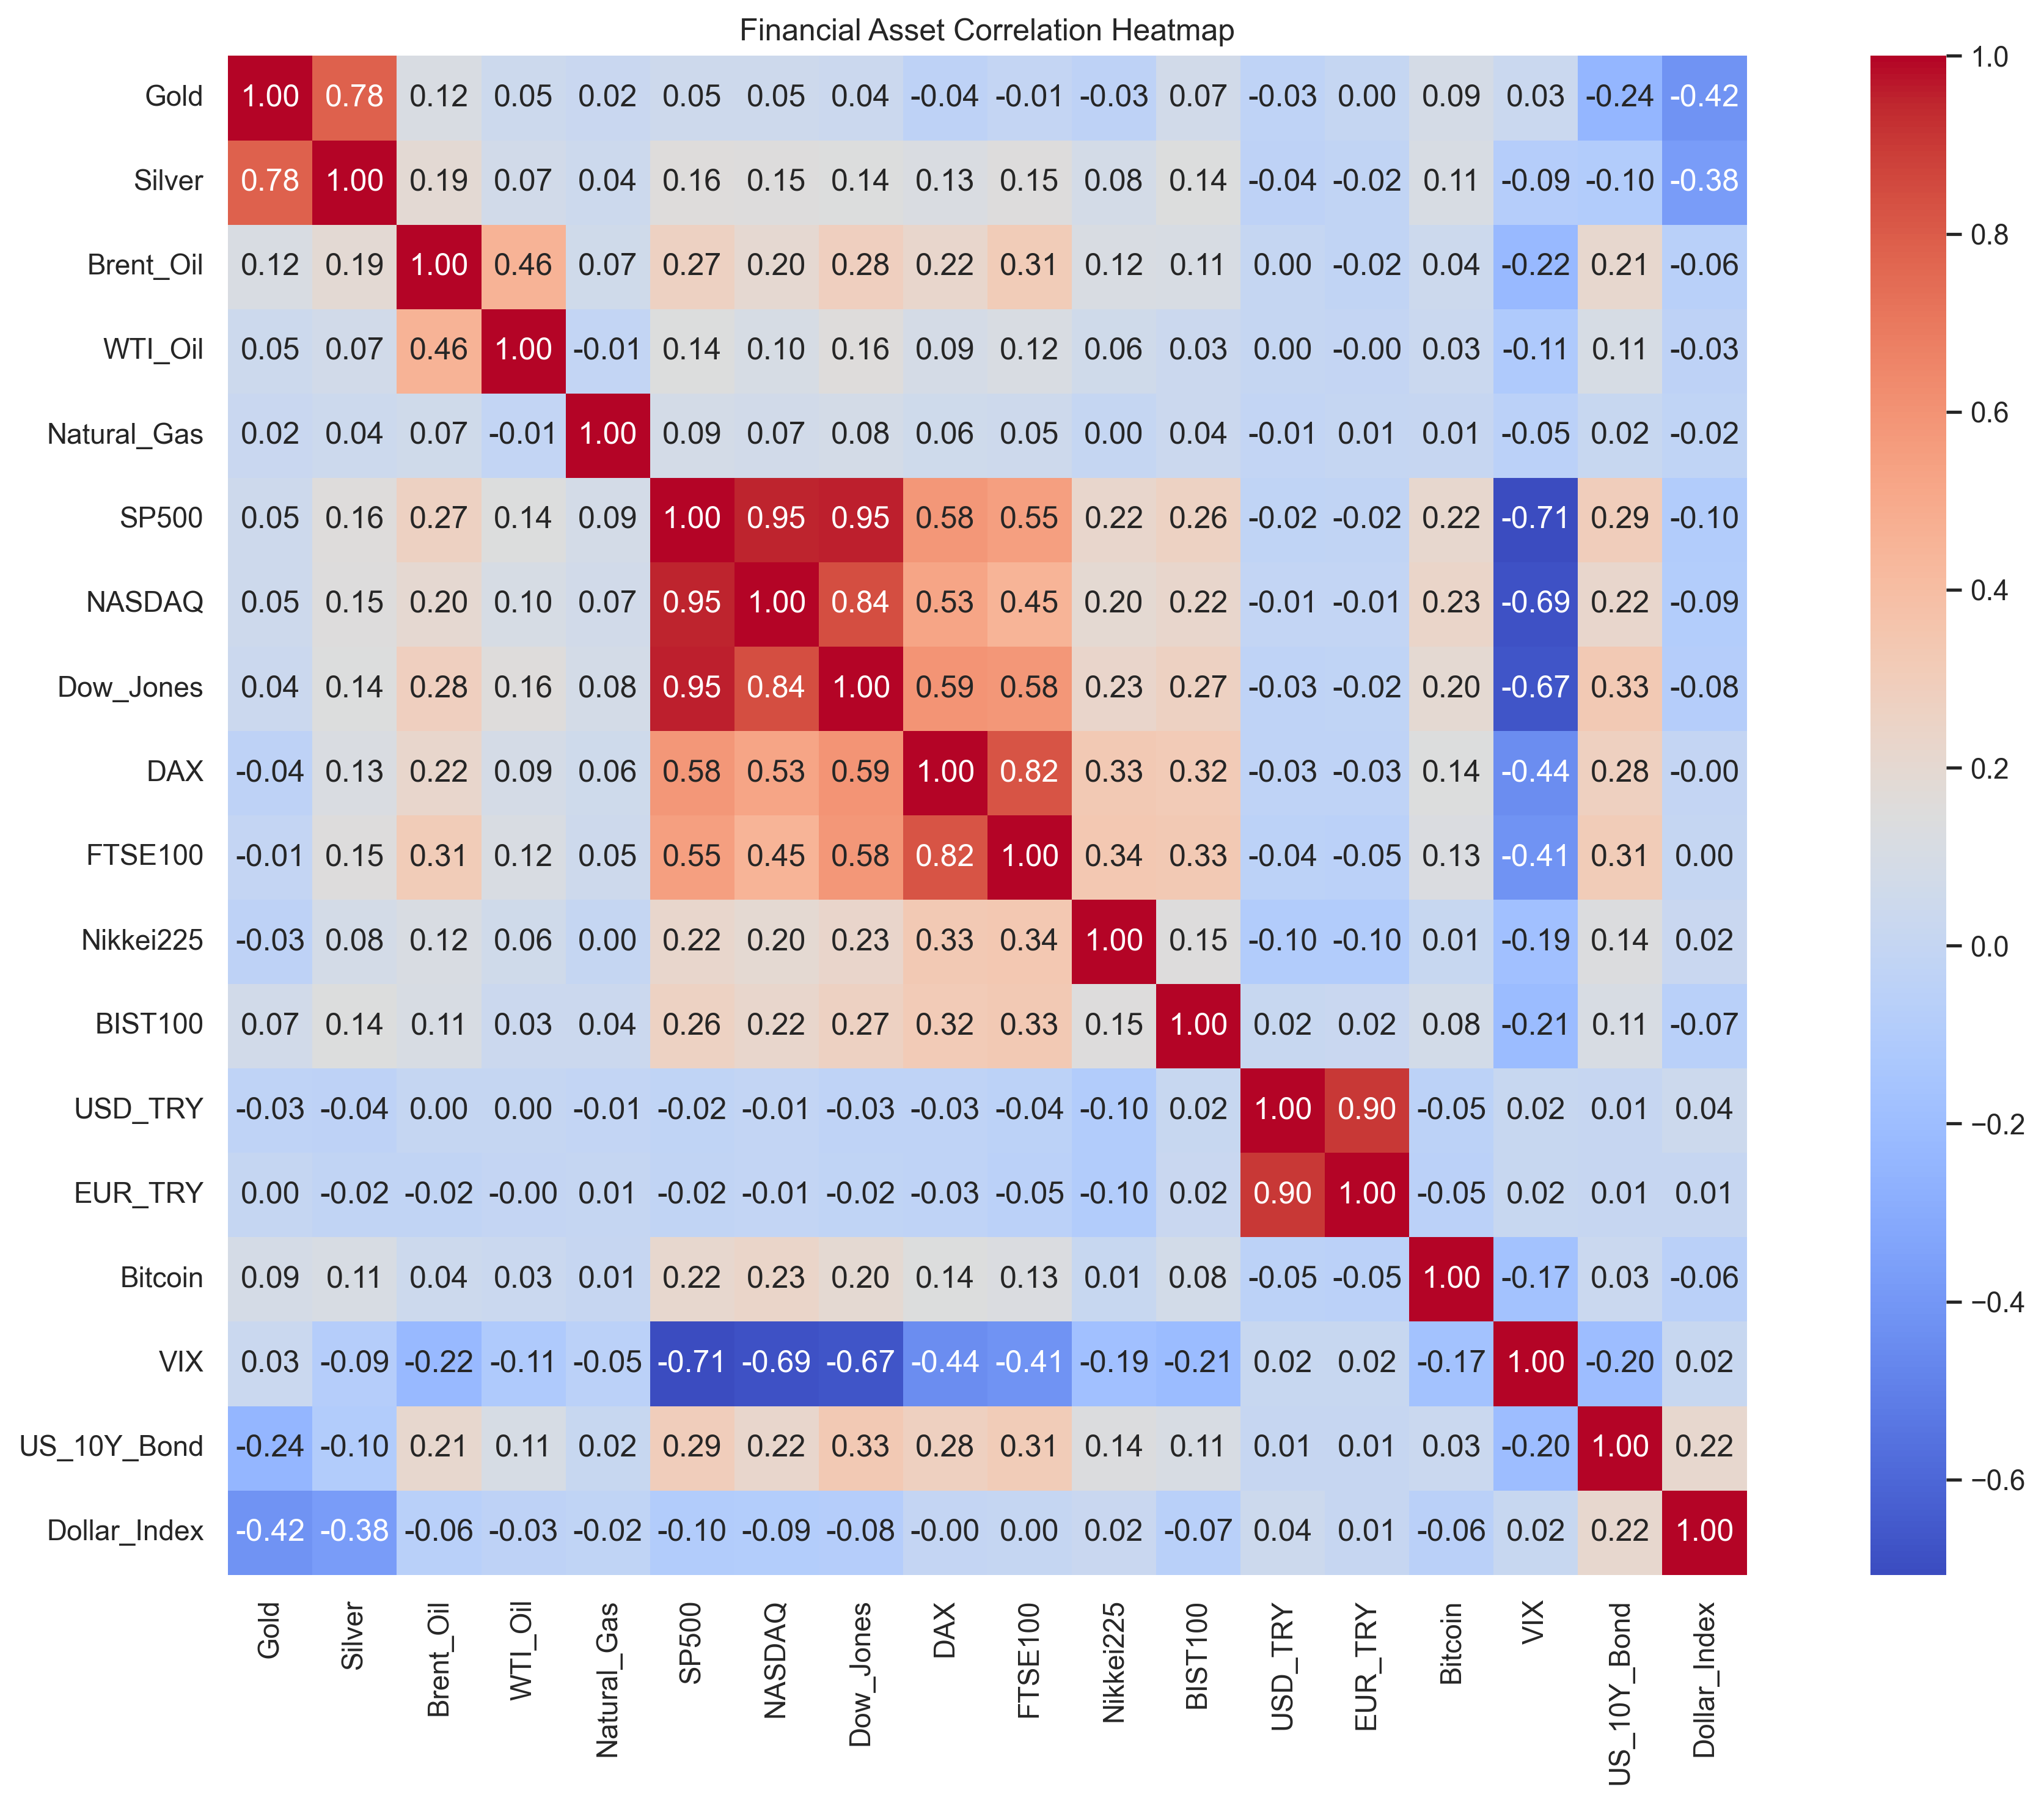 Financial Asset Correlation Heatmap
Gold 1.00 0.78 0.12 0.05 0.02 0.05 0.05 0.04 -0.04 -0.01 -0.03 0.07 -0.03 0.00 0.09 0.03 -0.24 -0.42
Silver 0.78 1.00 0.19 0.07 0.04 0.16 0.15 0.14 0.13 0.15 0.08 0.14 -0.04 -0.02 0.11 -0.09 -0.10 -0.38
Brent_Oil 0.12 0.19 1.00 0.46 0.07 0.27 0.20 0.28 0.22 0.31 0.12 0.11 0.00 -0.02 0.04 -0.22 0.21 -0.06
WTI_Oil 0.05 0.07 0.46 1.00 -0.01 0.14 0.10 0.16 0.09 0.12 0.06 0.03 0.00 -0.00 0.03 -0.11 0.11 -0.03
Natural_Gas 0.02 0.04 0.07 -0.01 1.00 0.09 0.07 0.08 0.06 0.05 0.00 0.04 -0.01 0.01 0.01 -0.05 0.02 -0.02
SP500 0.05 0.16 0.27 0.14 0.09 1.00 0.95 0.95 0.58 0.55 0.22 0.26 -0.02 -0.02 0.22 -0.71 0.29 -0.10
NASDAQ 0.05 0.15 0.20 0.10 0.07 0.95 1.00 0.84 0.53 0.45 0.20 0.22 -0.01 -0.01 0.23 -0.69 0.22 -0.09
Dow_Jones 0.04 0.14 0.28 0.16 0.08 0.95 0.84 1.00 0.59 0.58 0.23 0.27 -0.03 -0.02 0.20 -0.67 0.33 -0.08
DAX -0.04 0.13 0.22 0.09 0.06 0.58 0.53 0.59 1.00 0.82 0.33 0.32 -0.03 -0.03 0.14 -0.44 0.28 -0.00
FTSE100 -0.01 0.15 0.31 0.12 0.05 0.55 0.45 0.58 0.82 1.00 0.34 0.33 -0.04 -0.05 0.13 -0.41 0.31 0.00
Nikkei225 -0.03 0.08 0.12 0.06 0.00 0.22 0.20 0.23 0.33 0.34 1.00 0.15 -0.10 -0.10 0.01 -0.19 0.14 0.02
BIST100 0.07 0.14 0.11 0.03 0.04 0.26 0.22 0.27 0.32 0.33 0.15 1.00 0.02 0.02 0.08 -0.21 0.11 -0.07
USD_TRY -0.03 -0.04 0.00 0.00 -0.01 -0.02 -0.01 -0.03 -0.03 -0.04 -0.10 0.02 1.00 0.90 -0.05 0.02 0.01 0.04
EUR_TRY 0.00 -0.02 -0.02 -0.00 0.01 -0.02 -0.01 -0.02 -0.03 -0.05 -0.10 0.02 0.90 1.00 -0.05 0.02 0.01 0.01
Bitcoin 0.09 0.11 0.04 0.03 0.01 0.22 0.23 0.20 0.14 0.13 0.01 0.08 -0.05 -0.05 1.00 -0.17 0.03 -0.06
VIX 0.03 -0.09 -0.22 -0.11 -0.05 -0.71 -0.69 -0.67 -0.44 -0.41 -0.19 -0.21 0.02 0.02 -0.17 1.00 -0.20 0.02
US_10Y_Bond -0.24 -0.10 0.21 0.11 0.02 0.29 0.22 0.33 0.28 0.31 0.14 0.11 0.01 0.01 0.03 -0.20 1.00 0.22
Dollar_Index -0.42 -0.38 -0.06 -0.03 -0.02 -0.10 -0.09 -0.08 -0.00 0.00 0.02 -0.07 0.04 0.01 -0.06 0.02 0.22 1.00
Gold
Silver
Brent_Oil
WTI_Oil
Natural_Gas
SP500
NASDAQ
Dow_Jones
DAX
FTSE100
Nikkei225
BIST100
USD_TRY
EUR_TRY
Bitcoin
VIX
US_10Y_Bond
Dollar_Index
1.0
0.8
0.6
0.4
0.2
0.0
−0.2
−0.4
−0.6